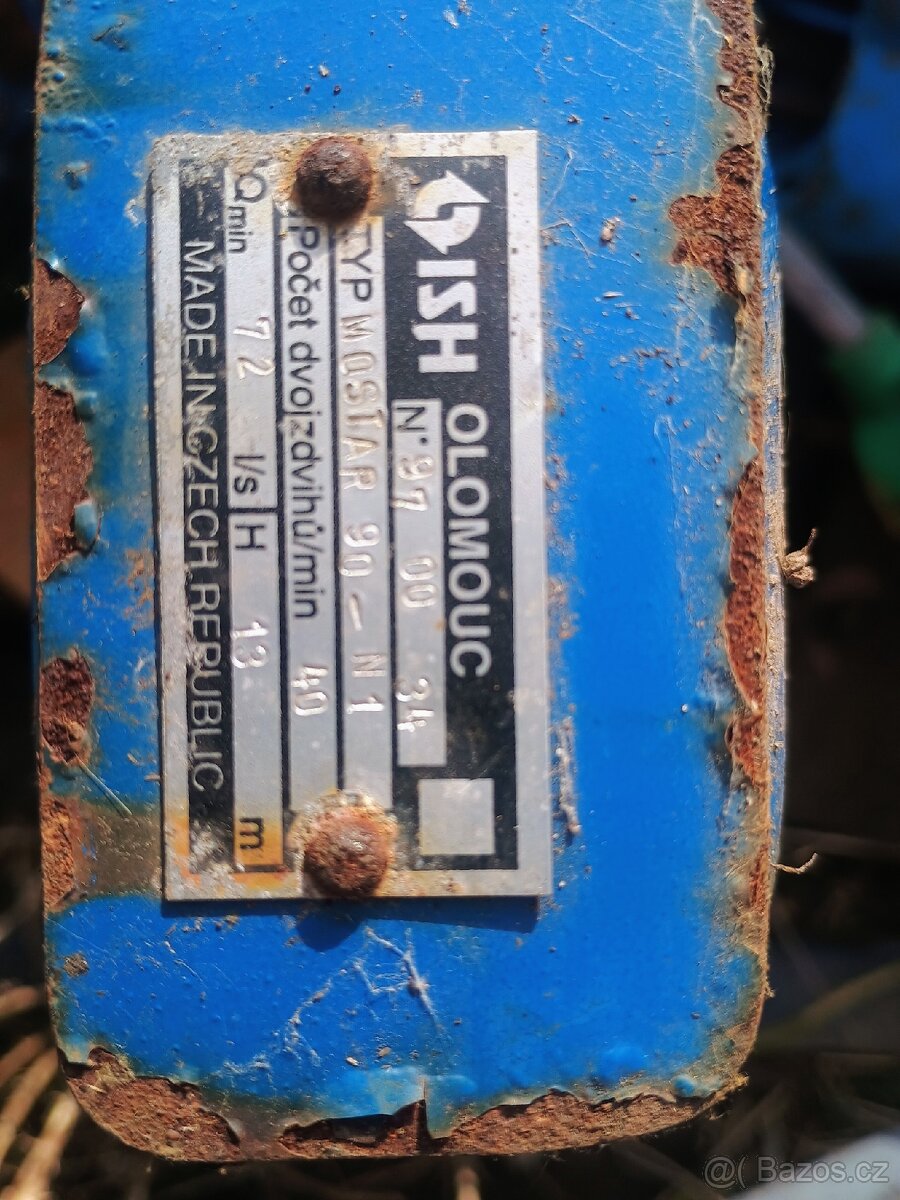 ISH OLOMOUC
N° 97 00 34
TYP MOSTAR 90 - N1
Počet dvojzdvihů/min 40
Qmin 72 l/s H 13 m
MADE IN CZECH REPUBLIC
@( Bazos.cz